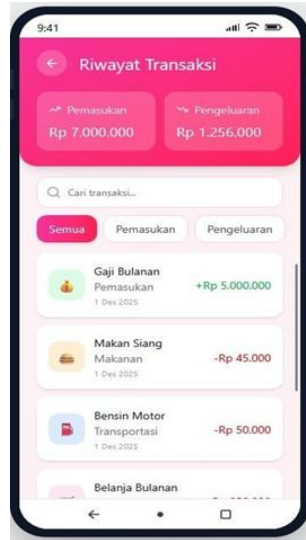 9:41
Riwayat Transaksi
Pemasukan Pengeluaran
Rp 7.000.000 Rp 1.256.000
Cari transaksi...
Semua Pemasukan Pengeluaran
Gaji Bulanan
Pemasukan +Rp 5.000.000
1 Des 2025
Makan Siang
Makanan -Rp 45.000
1 Des 2025
Bensin Motor
Transportasi -Rp 50.000
1 Des 2025
Belanja Bulanan